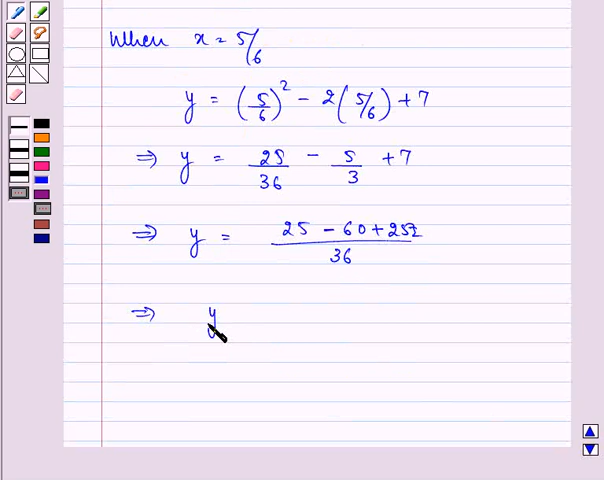 When x = 5/6
y = (5/6)² - 2(5/6) + 7
⇒ y = 25/36 - 5/3 + 7
⇒ y = (25 - 60 + 252)/36
⇒ y